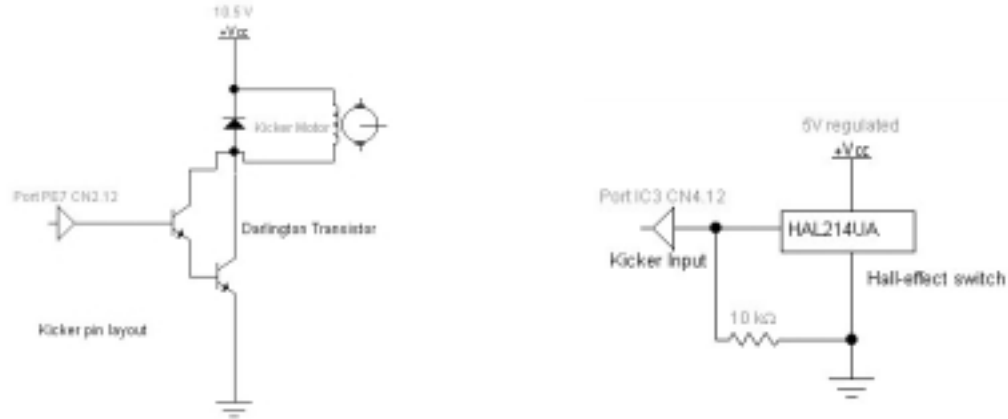 10.5 V
+Vcc
Kicker Motor
Port PE7 CN2.12
Darlington Transistor
Kicker pin layout
5V regulated
+Vcc
Port IC3 CN4.12
HAL214UA
Kicker Input
Hall-effect switch
10 kΩ